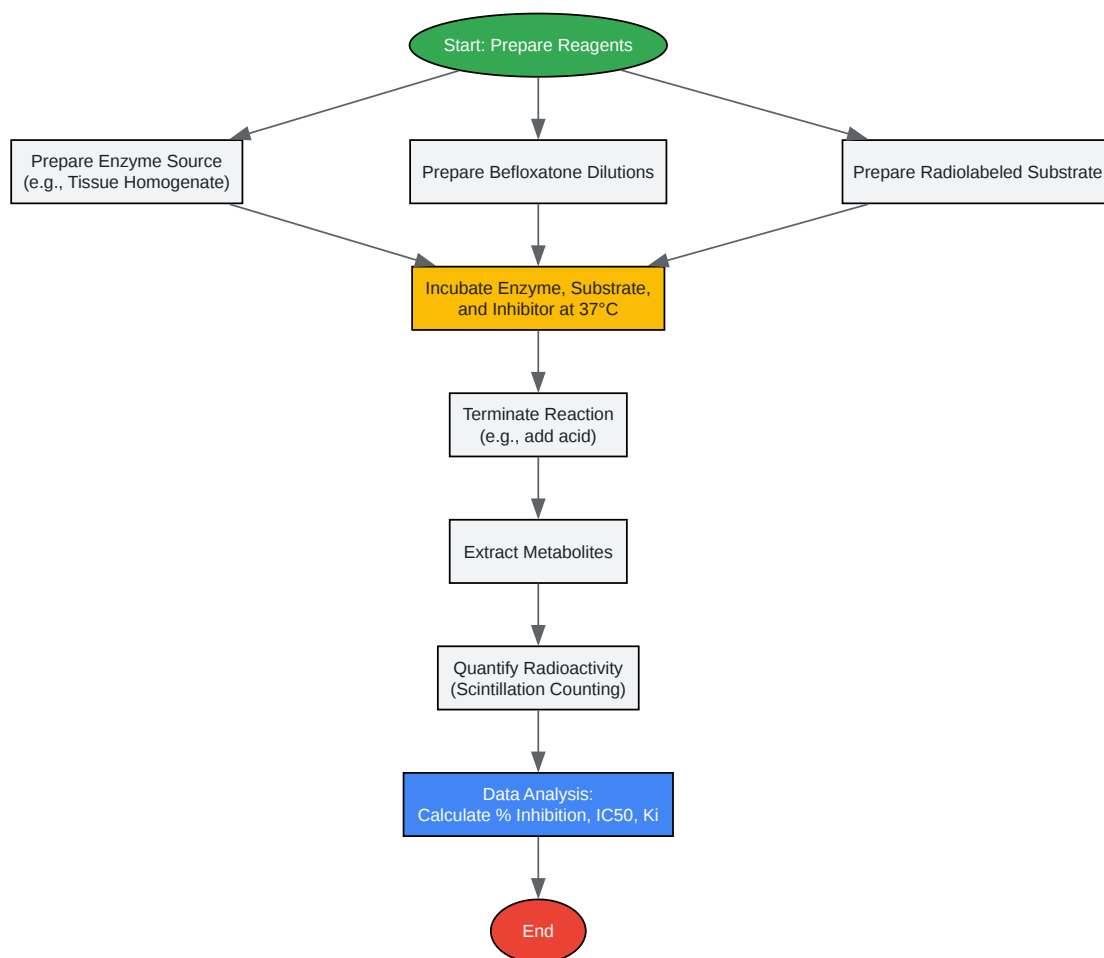 Start: Prepare Reagents
Prepare Enzyme Source
(e.g., Tissue Homogenate)
Prepare Befloxatone Dilutions
Prepare Radiolabeled Substrate
Incubate Enzyme, Substrate,
and Inhibitor at 37°C
Terminate Reaction
(e.g., add acid)
Extract Metabolites
Quantify Radioactivity
(Scintillation Counting)
Data Analysis:
Calculate % Inhibition, IC50, Ki
End